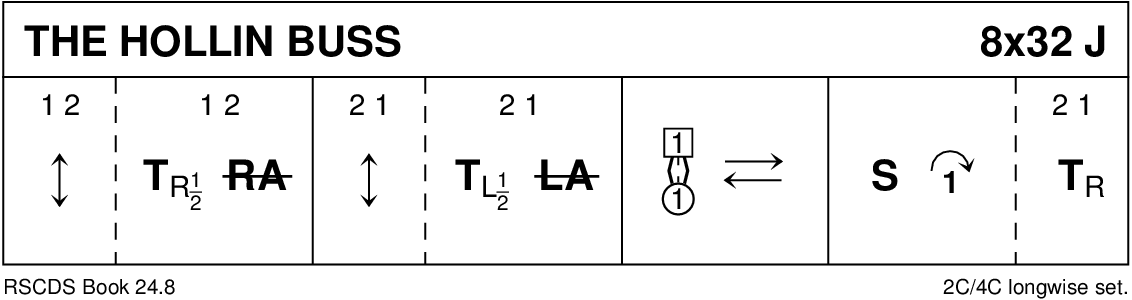 THE HOLLIN BUSS 8x32 J
1 2 1 2 2 1 2 1 2 1
1
TR½ RA TL½ LA S 1 TR
1
RSCDS Book 24.8 2C/4C longwise set.